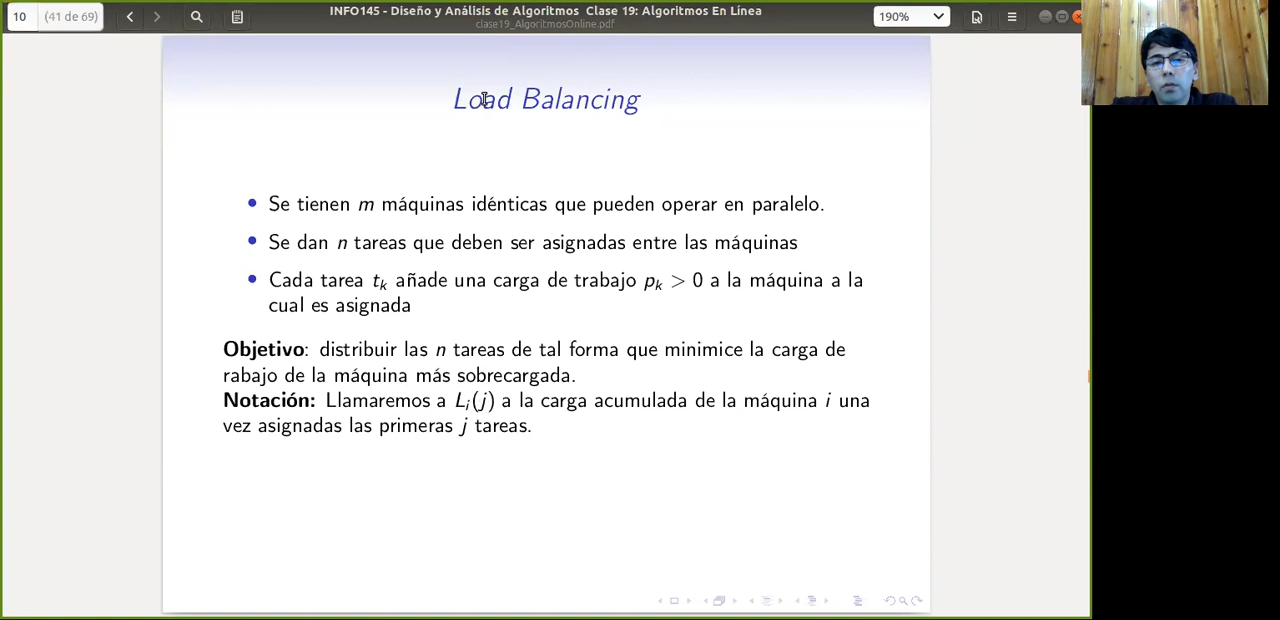 10 (41 de 69)
INFO145 - Diseño y Análisis de Algoritmos Clase 19: Algoritmos En Línea
clase19_AlgoritmosOnline.pdf
190%
Load Balancing
• Se tienen m máquinas idénticas que pueden operar en paralelo.
• Se dan n tareas que deben ser asignadas entre las máquinas
• Cada tarea tₖ añade una carga de trabajo pₖ > 0 a la máquina a la
cual es asignada
Objetivo: distribuir las n tareas de tal forma que minimice la carga de
rabajo de la máquina más sobrecargada.
Notación: Llamaremos a Lᵢ(j) a la carga acumulada de la máquina i una
vez asignadas las primeras j tareas.